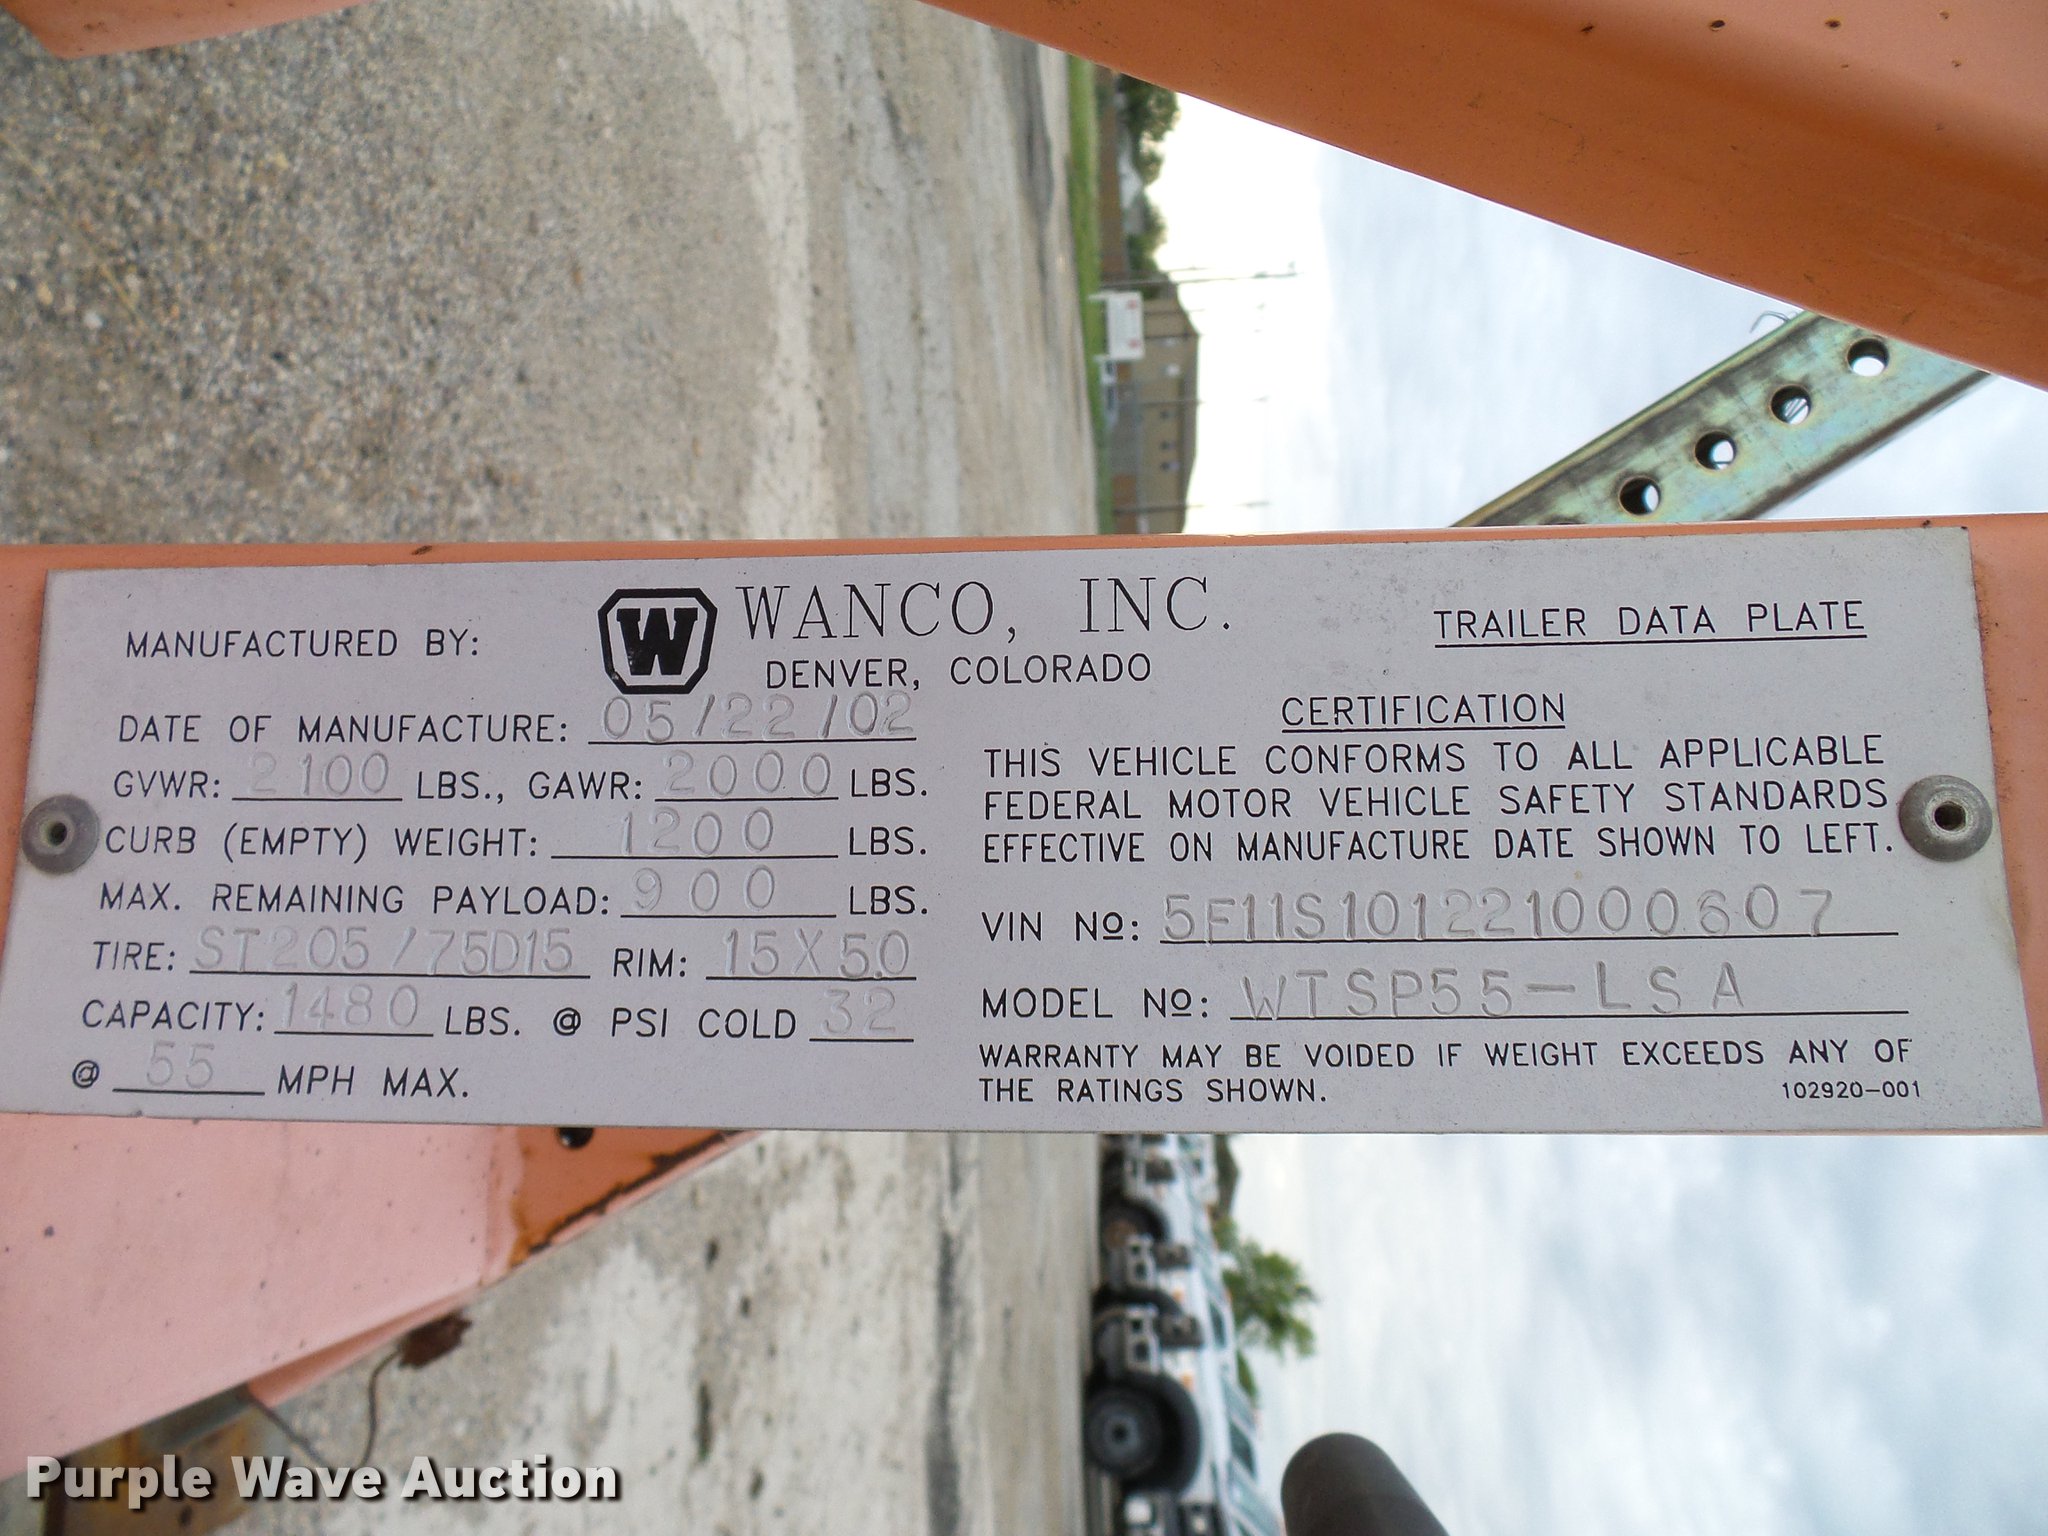 MANUFACTURED BY: W WANCO, INC.
DENVER, COLORADO
TRAILER DATA PLATE
DATE OF MANUFACTURE: 05/22/02
GVWR: 2100 LBS., GAWR: 2000 LBS.
CURB (EMPTY) WEIGHT: 1200 LBS.
MAX. REMAINING PAYLOAD: 900 LBS.
TIRE: ST205/75D15 RIM: 15X5.0
CAPACITY: 1480 LBS. @ PSI COLD 32
@ 55 MPH MAX.
CERTIFICATION
THIS VEHICLE CONFORMS TO ALL APPLICABLE
FEDERAL MOTOR VEHICLE SAFETY STANDARDS
EFFECTIVE ON MANUFACTURE DATE SHOWN TO LEFT.
VIN Nº: 5F11S101221000607
MODEL Nº: WTSP55-LSA
WARRANTY MAY BE VOIDED IF WEIGHT EXCEEDS ANY OF
THE RATINGS SHOWN.
102920-001
Purple Wave Auction